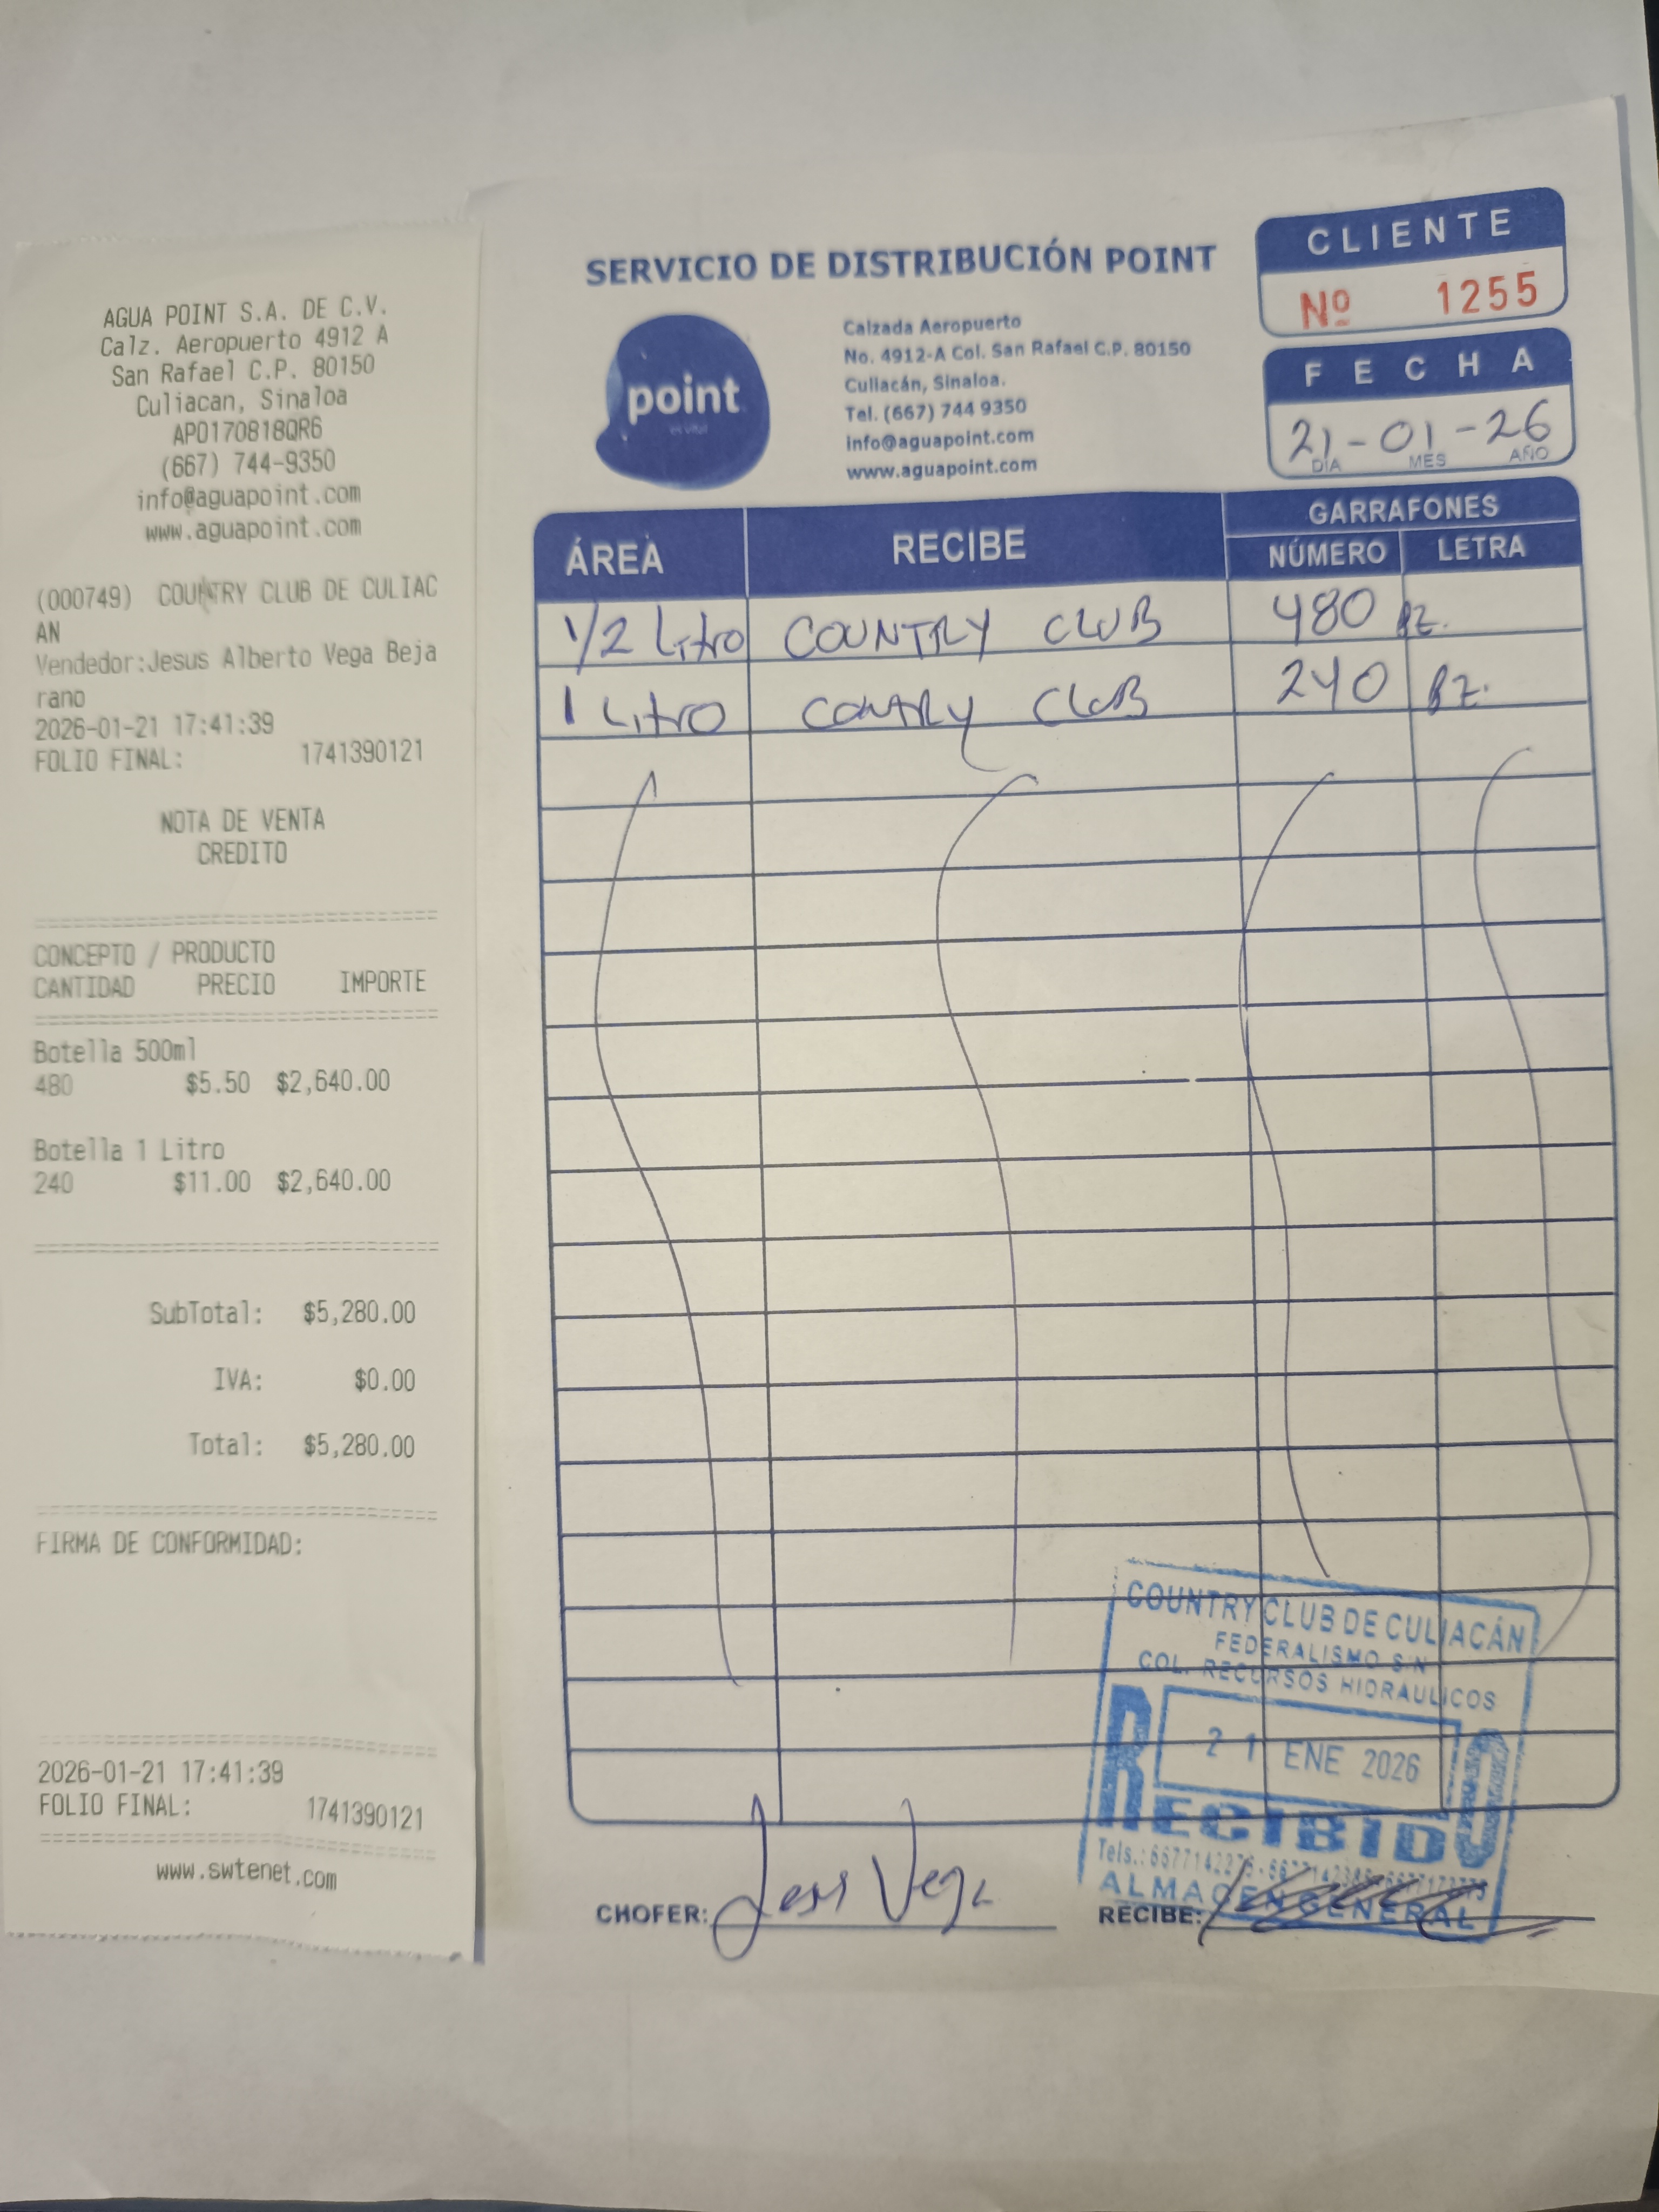 AGUA POINT S.A. DE C.V.
Calz. Aeropuerto 4912 A
San Rafael C.P. 80150
Culiacan, Sinaloa
APO170818QR6
(667) 744-9350
info@aguapoint.com
www.aguapoint.com
(000749) COUNTRY CLUB DE CULIAC
AN
Vendedor:Jesus Alberto Vega Beja
rano
2026-01-21 17:41:39
FOLIO FINAL: 1741390121
NOTA DE VENTA
CREDITO
CONCEPTO / PRODUCTO
CANTIDAD PRECIO IMPORTE
Botella 500ml
480 $5.50 $2,640.00
Botella 1 Litro
240 $11.00 $2,640.00
SubTotal: $5,280.00
IVA: $0.00
Total: $5,280.00
FIRMA DE CONFORMIDAD:
2026-01-21 17:41:39
FOLIO FINAL: 1741390121
www.swtenet.com
SERVICIO DE DISTRIBUCIÓN POINT
point
Calzada Aeropuerto
No. 4912-A Col. San Rafael C.P. 80150
Culiacán, Sinaloa.
Tel. (667) 744 9350
info@aguapoint.com
www.aguapoint.com
CLIENTE
Nº 1255
FECHA
21-01-26
DÍA MES AÑO
ÁREA RECIBE GARRAFONES
NÚMERO LETRA
1/2 Litro COUNTRY CLUB 480 PZ.
1 Litro COUNTRY CLUB 240 PZ.
COUNTRY CLUB DE CULIACÁN
FEDERALISMO S/N
COL. RECURSOS HIDRAULICOS
21 ENE 2026
RECIBIDO
Tels.:
ALMACEN GENERAL
CHOFER: Jesus Vega
RECIBE: